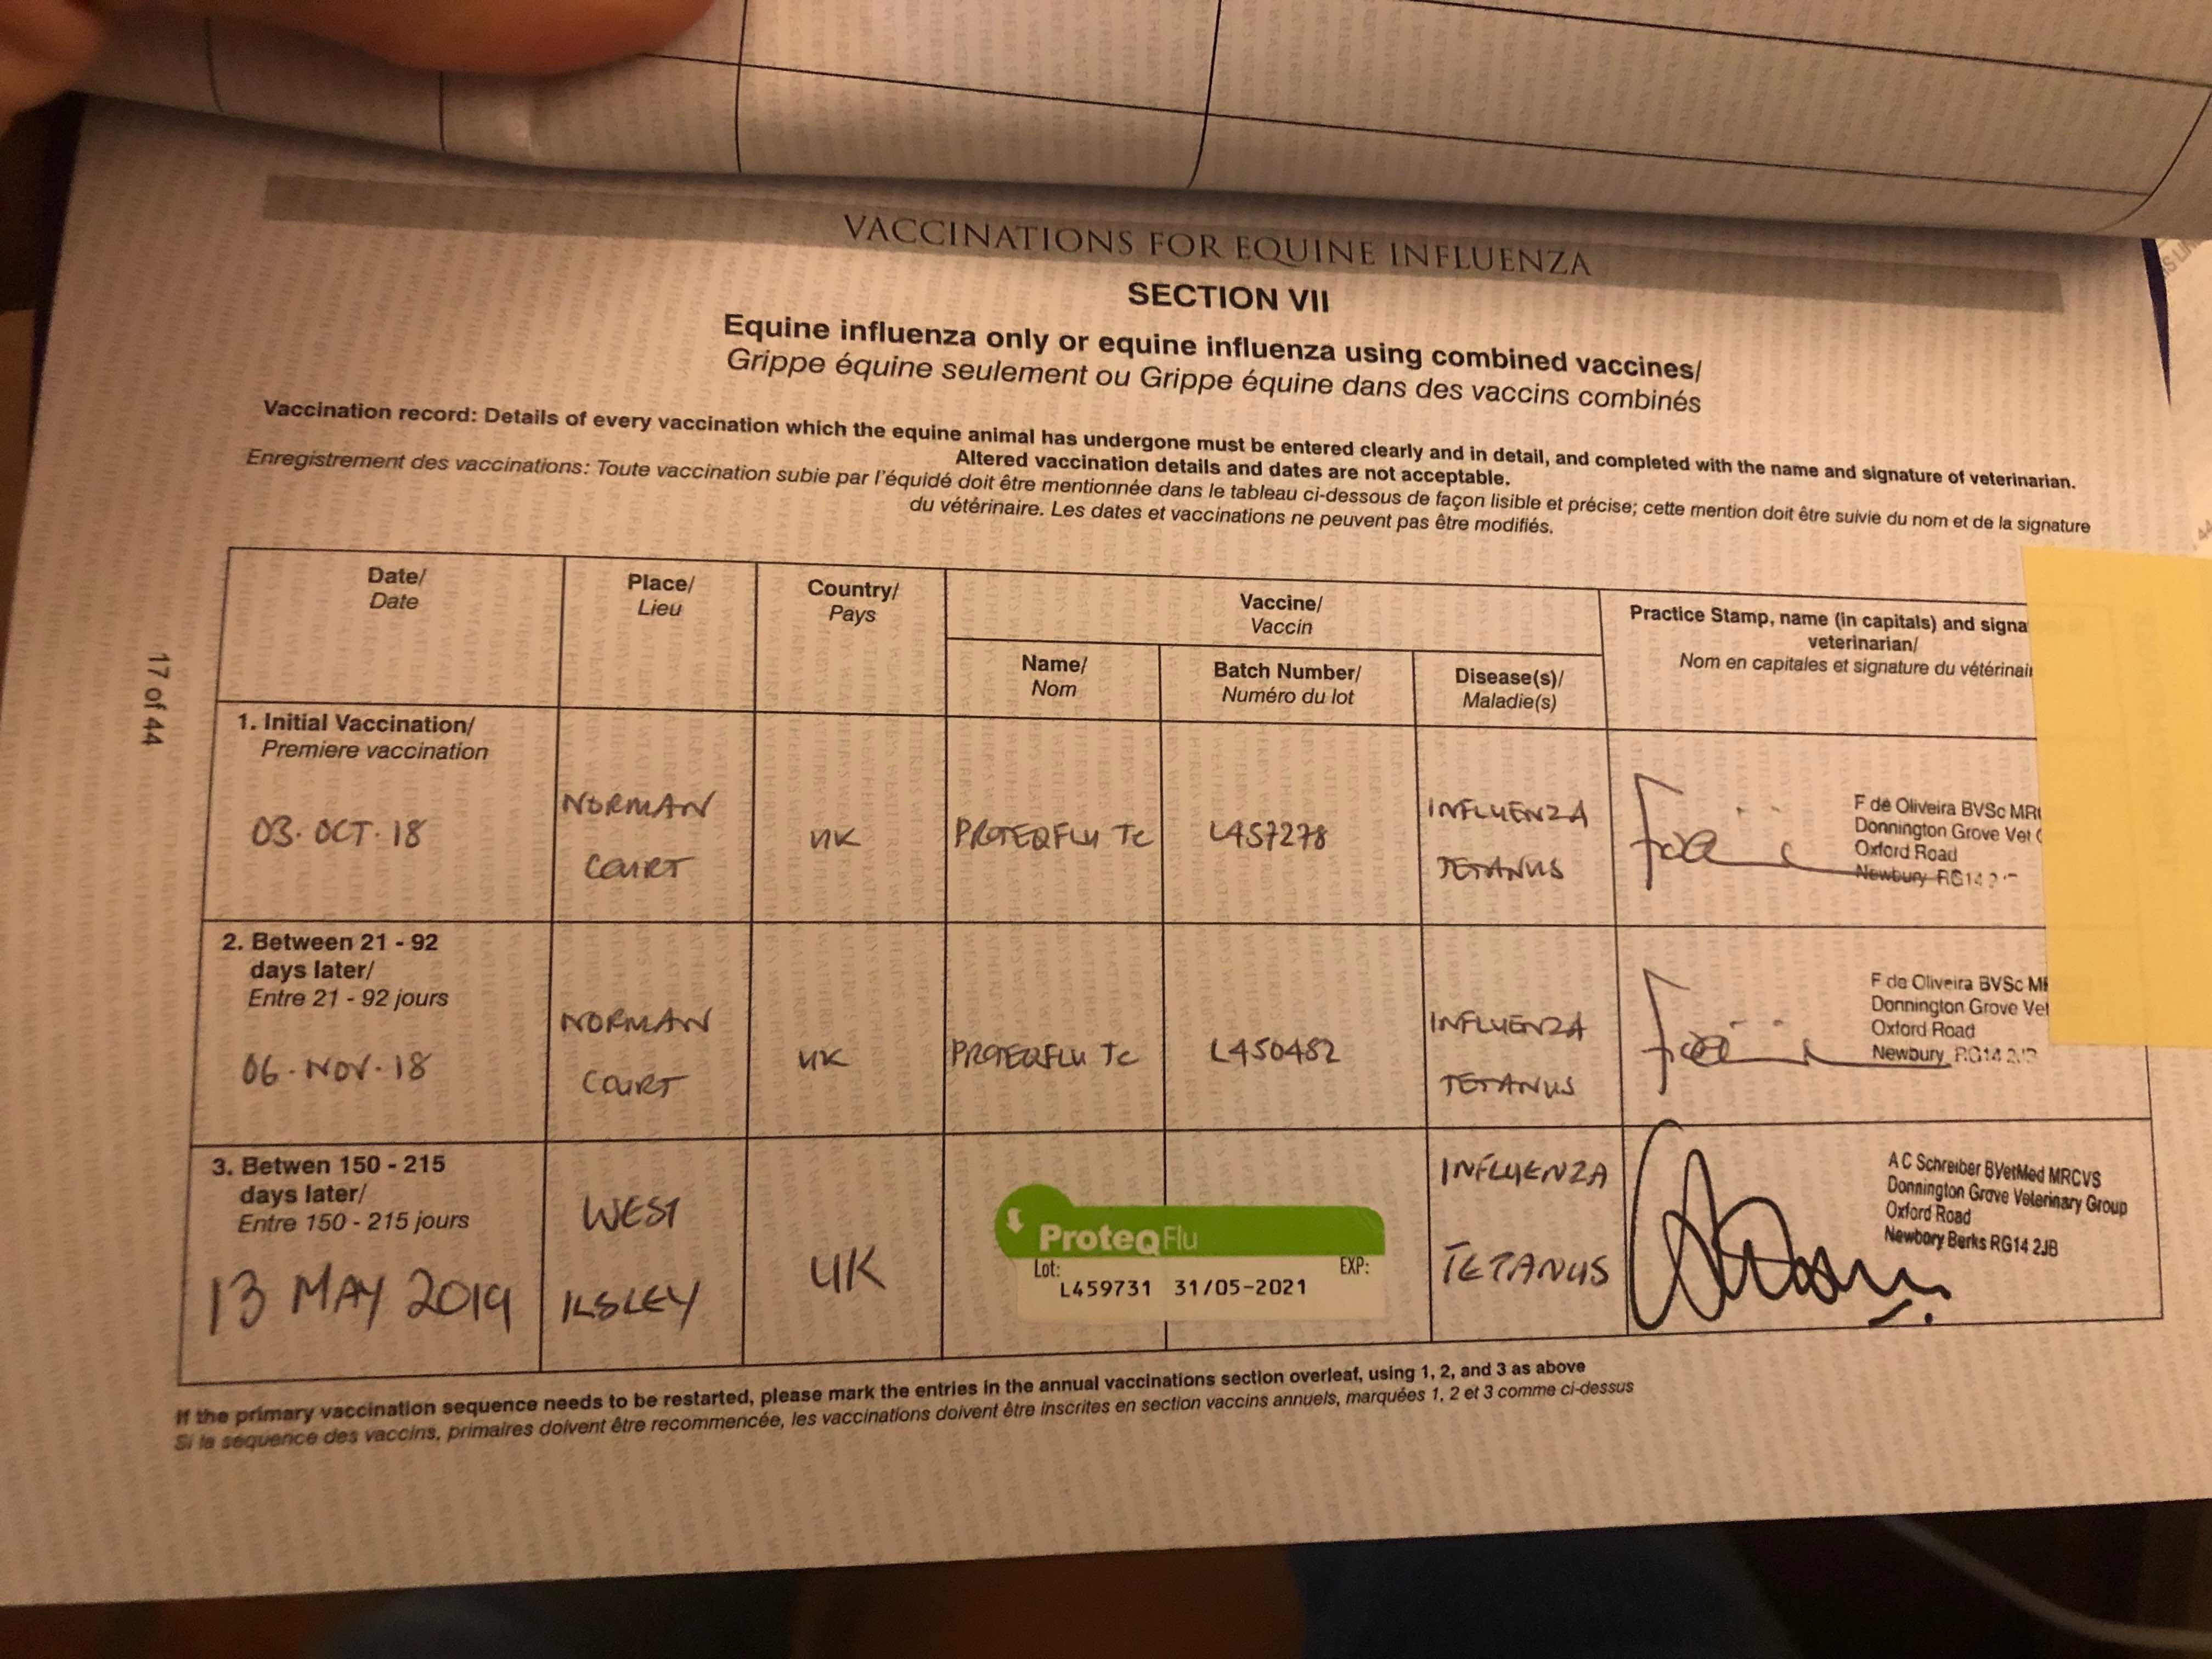 VACCINATIONS FOR EQUINE INFLUENZA
SECTION VII
Equine influenza only or equine influenza using combined vaccines/
Grippe équine seulement ou Grippe équine dans des vaccins combinés
Vaccination record: Details of every vaccination which the equine animal has undergone must be entered clearly and in detail, and completed with the name and signature of veterinarian.
Altered vaccination details and dates are not acceptable.
Enregistrement des vaccinations: Toute vaccination subie par l'équidé doit être mentionnée dans le tableau ci-dessous de façon lisible et précise; cette mention doit être suivie du nom et de la signature
du vétérinaire. Les dates et vaccinations ne peuvent pas être modifiés.
Date/
Date
Place/
Lieu
Country/
Pays
Vaccine/
Vaccin
Name/
Nom
Batch Number/
Numéro du lot
Disease(s)/
Maladie(s)
Practice Stamp, name (in capitals) and signa
veterinarian/
Nom en capitales et signature du vétérinair
1. Initial Vaccination/
Premiere vaccination
03.OCT.18
NORMAN
COURT
UK
PROTEQFLU TC
L457278
INFLUENZA
TETANUS
F de Oliveira BVSc MR
Donnington Grove Vet
Oxford Road
Newbury RG14
2. Between 21 - 92
days later/
Entre 21 - 92 jours
06.NOV.18
NORMAN
COURT
UK
PROTEQFLU TC
L450482
INFLUENZA
TETANUS
F de Oliveira BVSc M
Donnington Grove Vet
Oxford Road
Newbury RG14
3. Betwen 150 - 215
days later/
Entre 150 - 215 jours
13 MAY 2019
WEST
ILSLEY
UK
ProteqFlu
Lot: EXP:
L459731 31/05-2021
INFLUENZA
TETANUS
A C Schreiber BVetMed MRCVS
Donnington Grove Veterinary Group
Oxford Road
Newbury Berks RG14 2JB
If the primary vaccination sequence needs to be restarted, please mark the entries in the annual vaccinations section overleaf, using 1, 2, and 3 as above
Si la séquence des vaccins, primaires doivent être recommencée, les vaccinations doivent être inscrites en section vaccins annuels, marquées 1, 2 et 3 comme ci-dessus
17 of 44